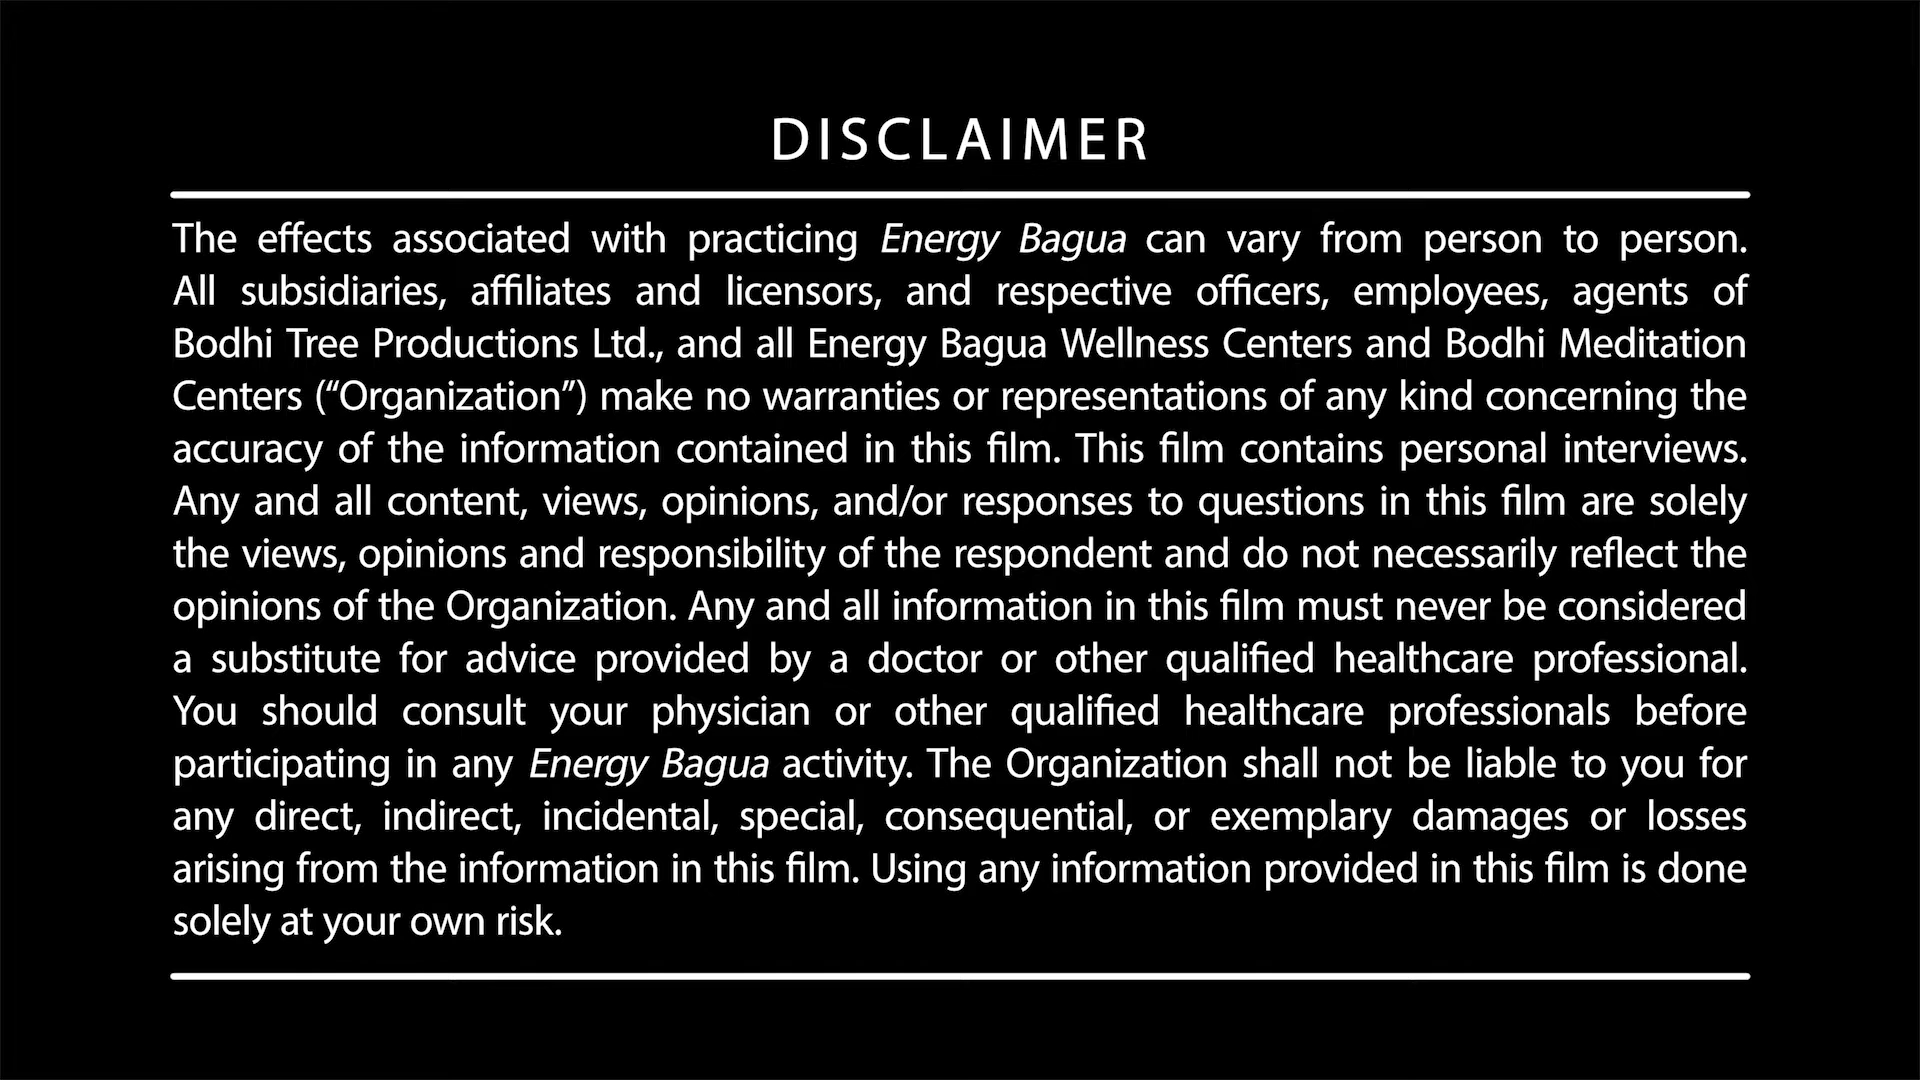 DISCLAIMER
The effects associated with practicing Energy Bagua can vary from person to person.
All subsidiaries, affiliates and licensors, and respective officers, employees, agents of
Bodhi Tree Productions Ltd., and all Energy Bagua Wellness Centers and Bodhi Meditation
Centers (“Organization”) make no warranties or representations of any kind concerning the
accuracy of the information contained in this film. This film contains personal interviews.
Any and all content, views, opinions, and/or responses to questions in this film are solely
the views, opinions and responsibility of the respondent and do not necessarily reflect the
opinions of the Organization. Any and all information in this film must never be considered
a substitute for advice provided by a doctor or other qualified healthcare professional.
You should consult your physician or other qualified healthcare professionals before
participating in any Energy Bagua activity. The Organization shall not be liable to you for
any direct, indirect, incidental, special, consequential, or exemplary damages or losses
arising from the information in this film. Using any information provided in this film is done
solely at your own risk.